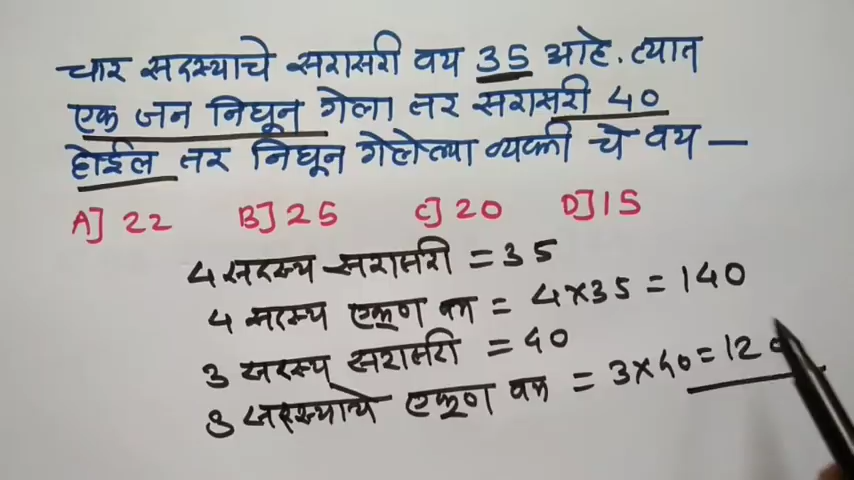 चार सदस्याचे सरासरी वय 35 आहे. त्यात
एक जन निघून गेला तर सरासरी 40
होईल तर निघून गेलेल्या व्यक्ती चे वय —
A] 22 B] 25 C] 20 D] 15
4 सदस्य सरासरी = 35
4 सदस्य एकूण वय = 4×35 = 140
3 सदस्य सरासरी = 40
3 सदस्याचे एकूण वय = 3×40 = 120